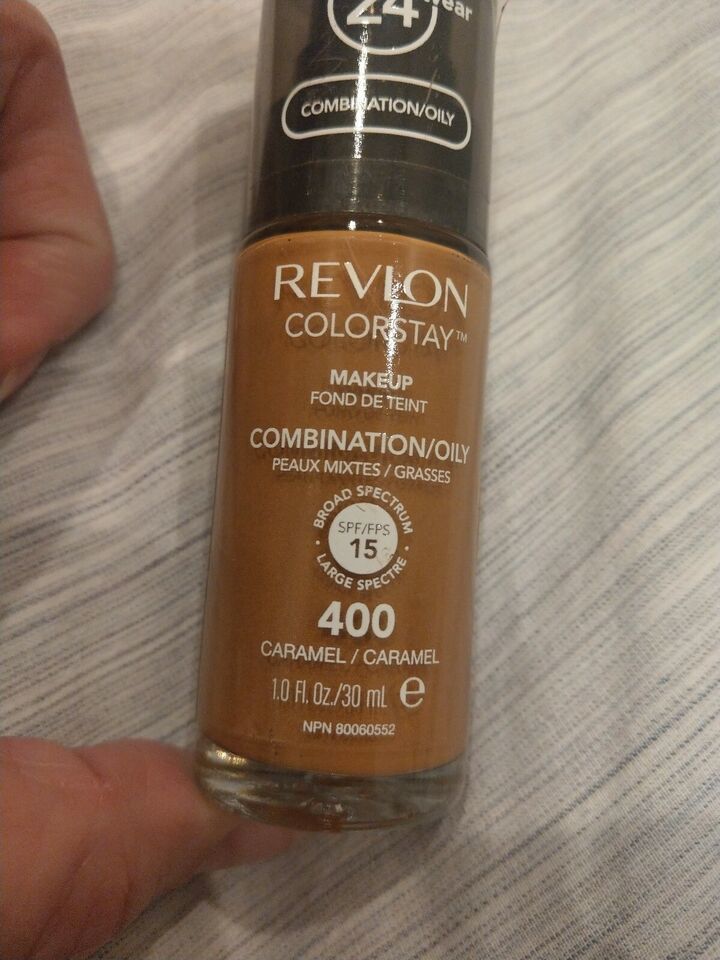 24
wear
COMBINATION/OILY
REVLON
COLORSTAY™
MAKEUP
FOND DE TEINT
COMBINATION/OILY
PEAUX MIXTES / GRASSES
BROAD SPECTRUM
SPF/FPS
15
LARGE SPECTRE
400
CARAMEL / CARAMEL
1.0 Fl. Oz./30 mL e
NPN 80060552